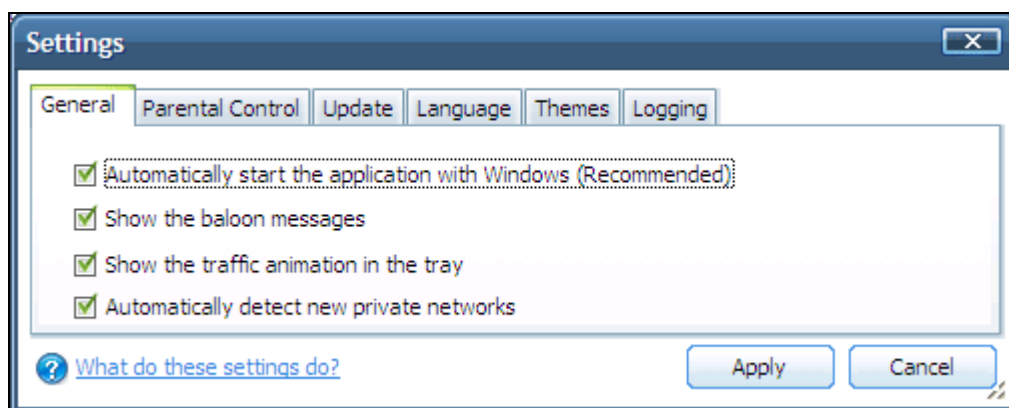 Settings
General Parental Control Update Language Themes Logging
Automatically start the application with Windows (Recommended)
Show the baloon messages
Show the traffic animation in the tray
Automatically detect new private networks
What do these settings do? Apply Cancel